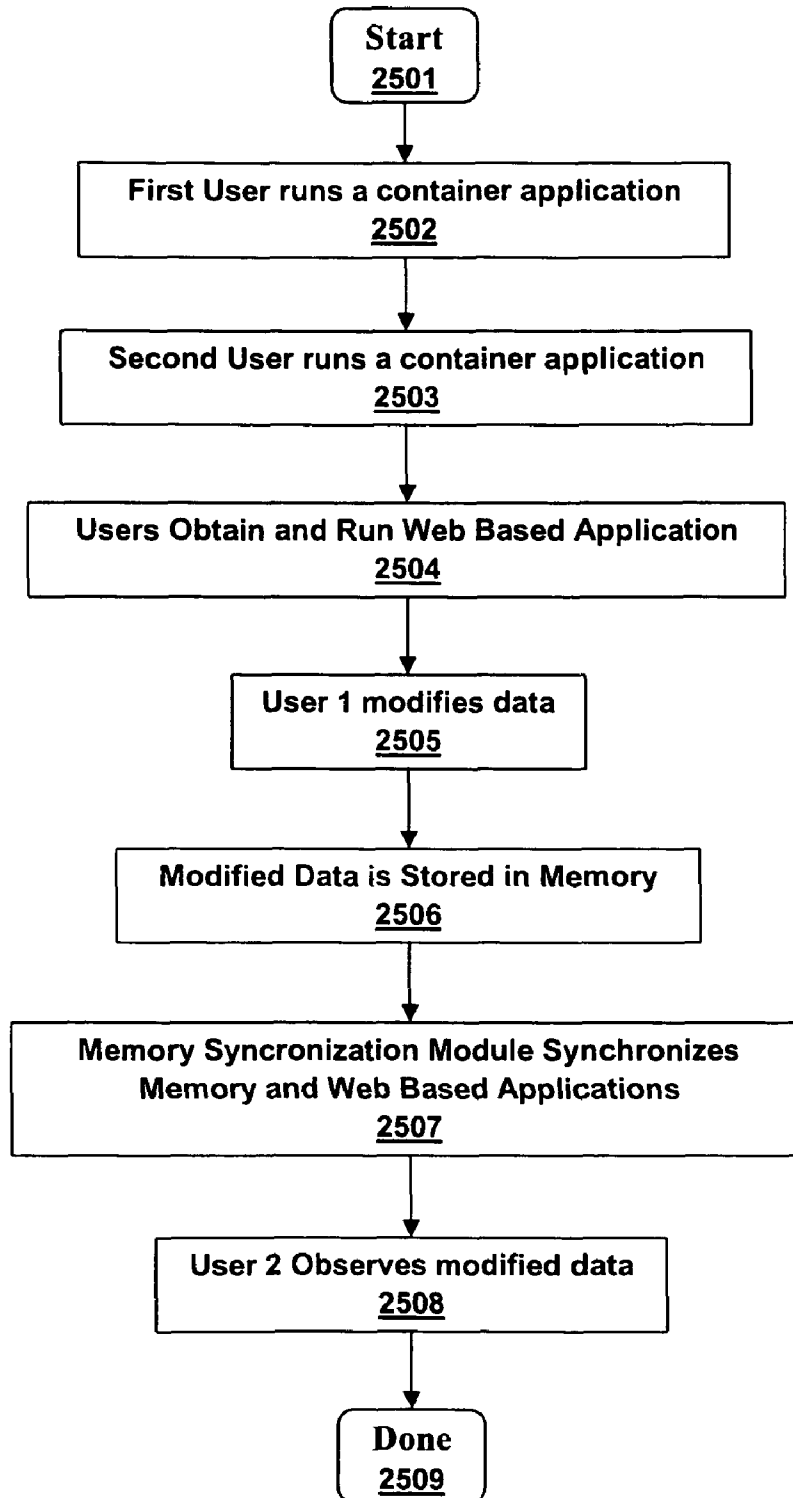 Start
2501
First User runs a container application
2502
Second User runs a container application
2503
Users Obtain and Run Web Based Application
2504
User 1 modifies data
2505
Modified Data is Stored in Memory
2506
Memory Syncronization Module Synchronizes
Memory and Web Based Applications
2507
User 2 Observes modified data
2508
Done
2509